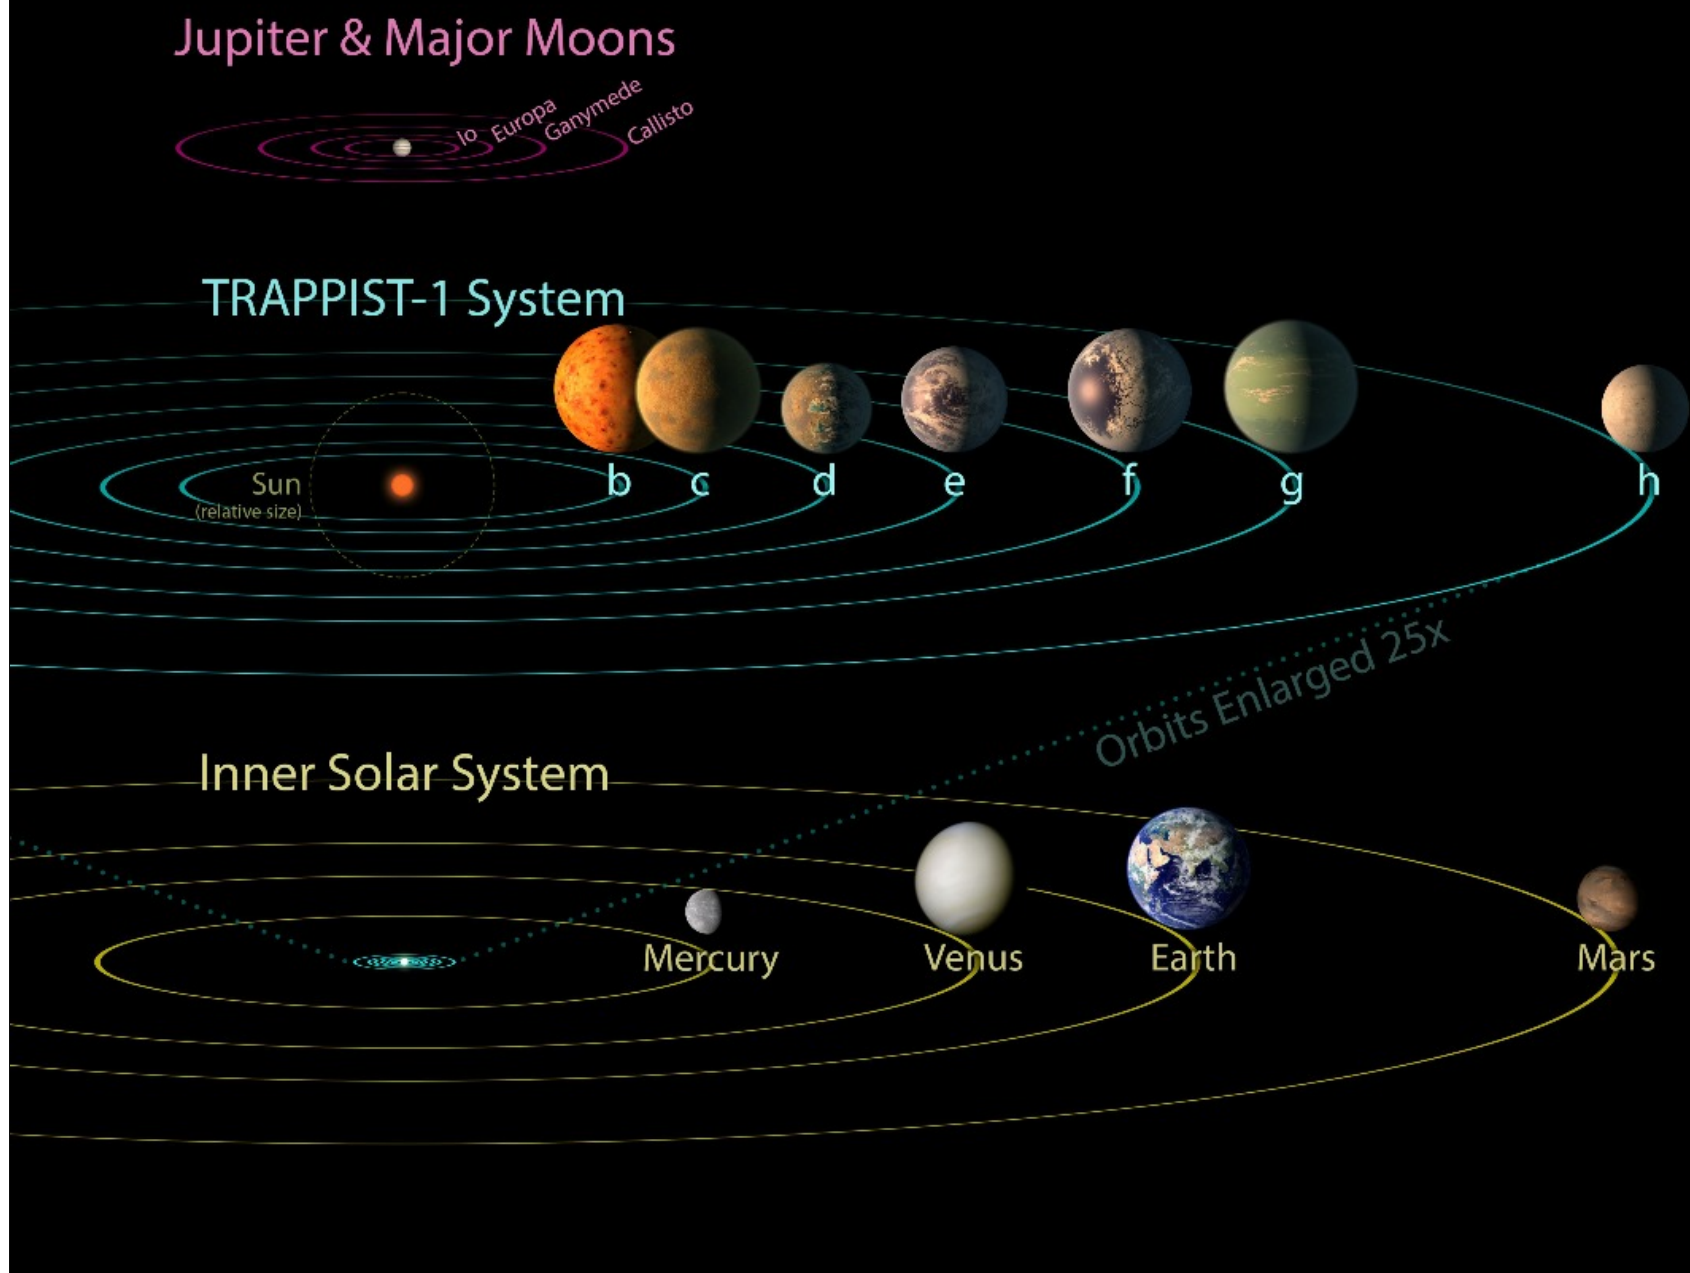 Jupiter & Major Moons
Io
Europa
Ganymede
Callisto
TRAPPIST-1 System
Sun
(relative size)
b
c
d
e
f
g
h
Orbits Enlarged 25x
Inner Solar System
Mercury
Venus
Earth
Mars